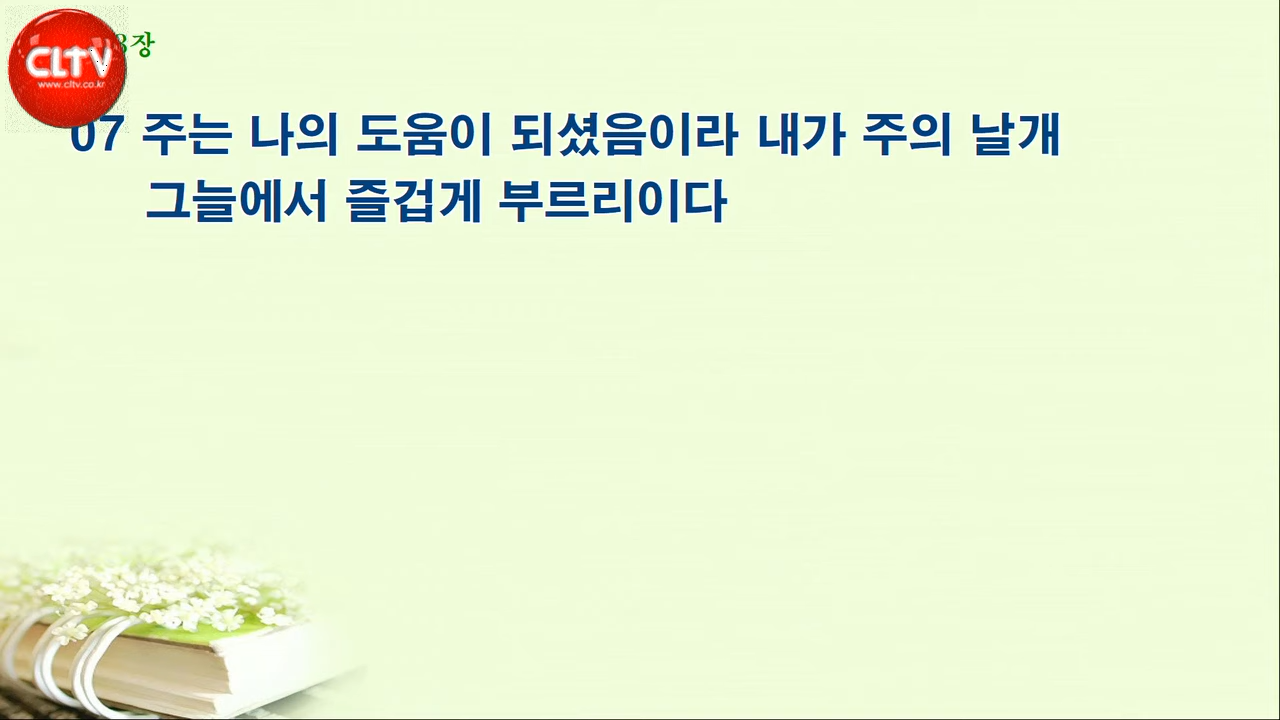 CLTV
www.cltv.co.kr
3장
07 주는 나의 도움이 되셨음이라 내가 주의 날개
그늘에서 즐겁게 부르리이다